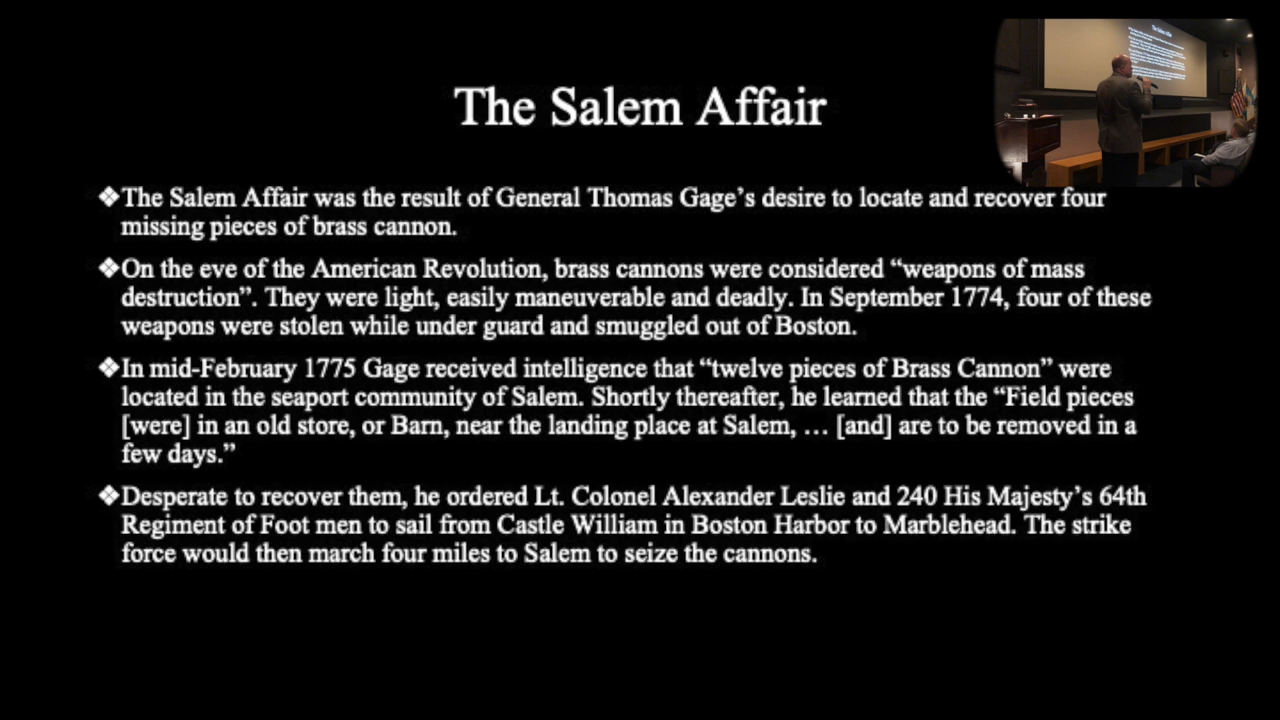 The Salem Affair
❖The Salem Affair was the result of General Thomas Gage’s desire to locate and recover four
missing pieces of brass cannon.
❖On the eve of the American Revolution, brass cannons were considered “weapons of mass
destruction”. They were light, easily maneuverable and deadly. In September 1774, four of these
weapons were stolen while under guard and smuggled out of Boston.
❖In mid-February 1775 Gage received intelligence that “twelve pieces of Brass Cannon” were
located in the seaport community of Salem. Shortly thereafter, he learned that the “Field pieces
[were] in an old store, or Barn, near the landing place at Salem, … [and] are to be removed in a
few days.”
❖Desperate to recover them, he ordered Lt. Colonel Alexander Leslie and 240 His Majesty’s 64th
Regiment of Foot men to sail from Castle William in Boston Harbor to Marblehead. The strike
force would then march four miles to Salem to seize the cannons.